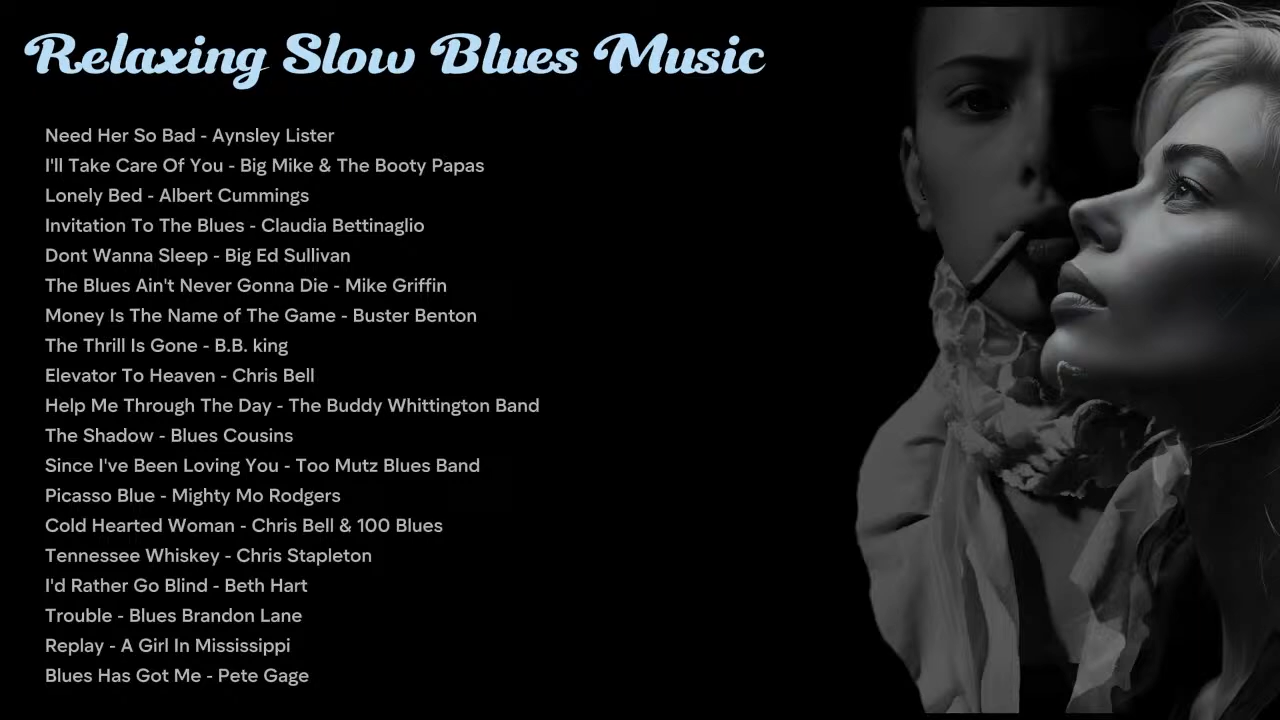 Relaxing Slow Blues Music
Need Her So Bad - Aynsley Lister
I'll Take Care Of You - Big Mike & The Booty Papas
Lonely Bed - Albert Cummings
Invitation To The Blues - Claudia Bettinaglio
Dont Wanna Sleep - Big Ed Sullivan
The Blues Ain't Never Gonna Die - Mike Griffin
Money Is The Name of The Game - Buster Benton
The Thrill Is Gone - B.B. king
Elevator To Heaven - Chris Bell
Help Me Through The Day - The Buddy Whittington Band
The Shadow - Blues Cousins
Since I've Been Loving You - Too Mutz Blues Band
Picasso Blue - Mighty Mo Rodgers
Cold Hearted Woman - Chris Bell & 100 Blues
Tennessee Whiskey - Chris Stapleton
I'd Rather Go Blind - Beth Hart
Trouble - Blues Brandon Lane
Replay - A Girl In Mississippi
Blues Has Got Me - Pete Gage